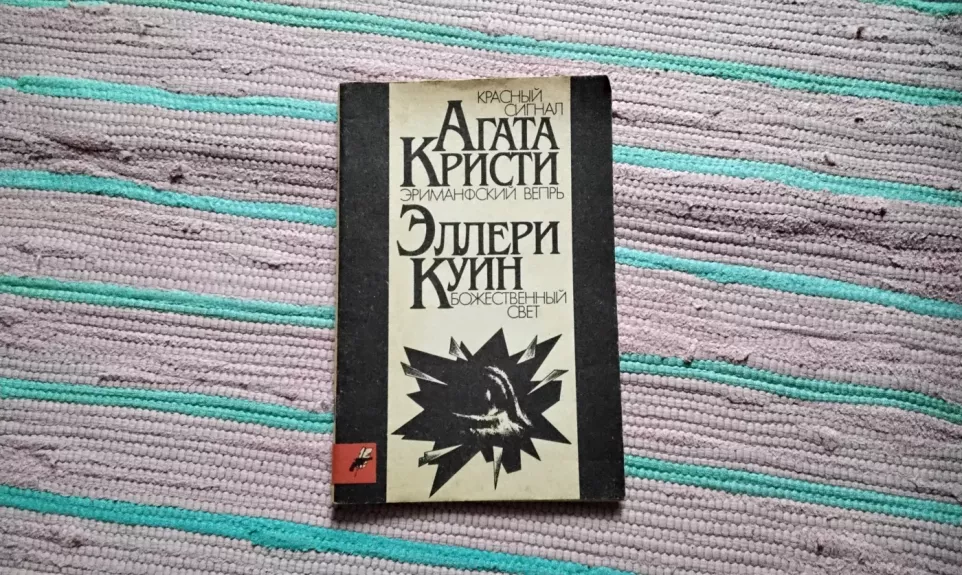 КРАСНЫЙ
СИГНАЛ
АГАТА
КРИСТИ
ЭРИМАНФСКИЙ ВЕПРЬ
ЭЛЛЕРИ
КУИН
БОЖЕСТВЕННЫЙ
СВЕТ